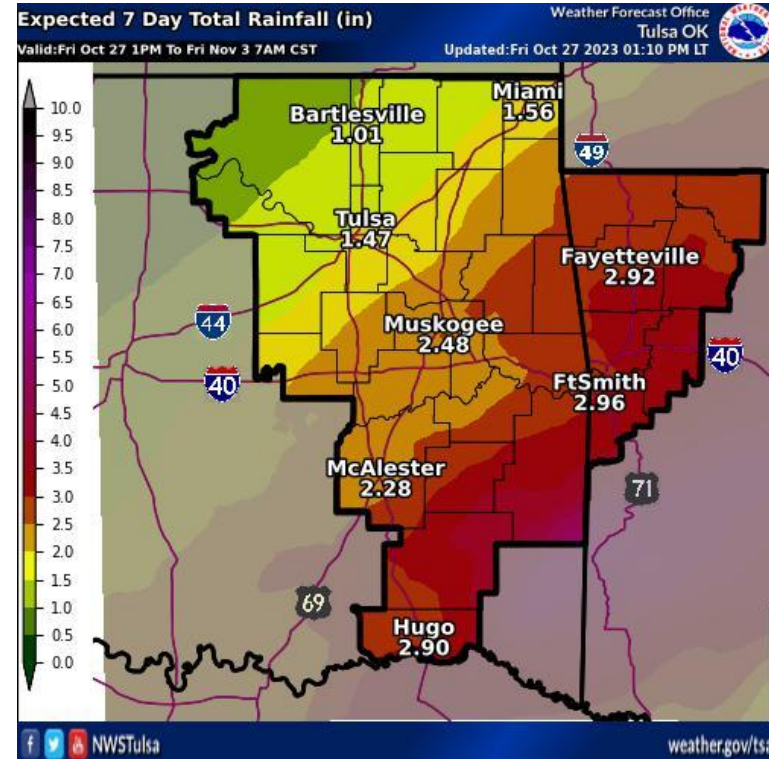 Expected 7 Day Total Rainfall (in)
Valid:Fri Oct 27 1PM To Fri Nov 3 7AM CST
Weather Forecast Office
Tulsa OK
Updated:Fri Oct 27 2023 01:10 PM LT
10.0
9.5
9.0
8.5
8.0
7.5
7.0
6.5
6.0
5.5
5.0
4.5
4.0
3.5
3.0
2.5
2.0
1.5
1.0
0.5
0.0
Bartlesville
1.01
Miami
1.56
49
Tulsa
1.47
Fayetteville
2.92
44
Muskogee
2.48
40
40
FtSmith
2.96
McAlester
2.28
71
69
Hugo
2.90
NWSTulsa
weather.gov/tsa